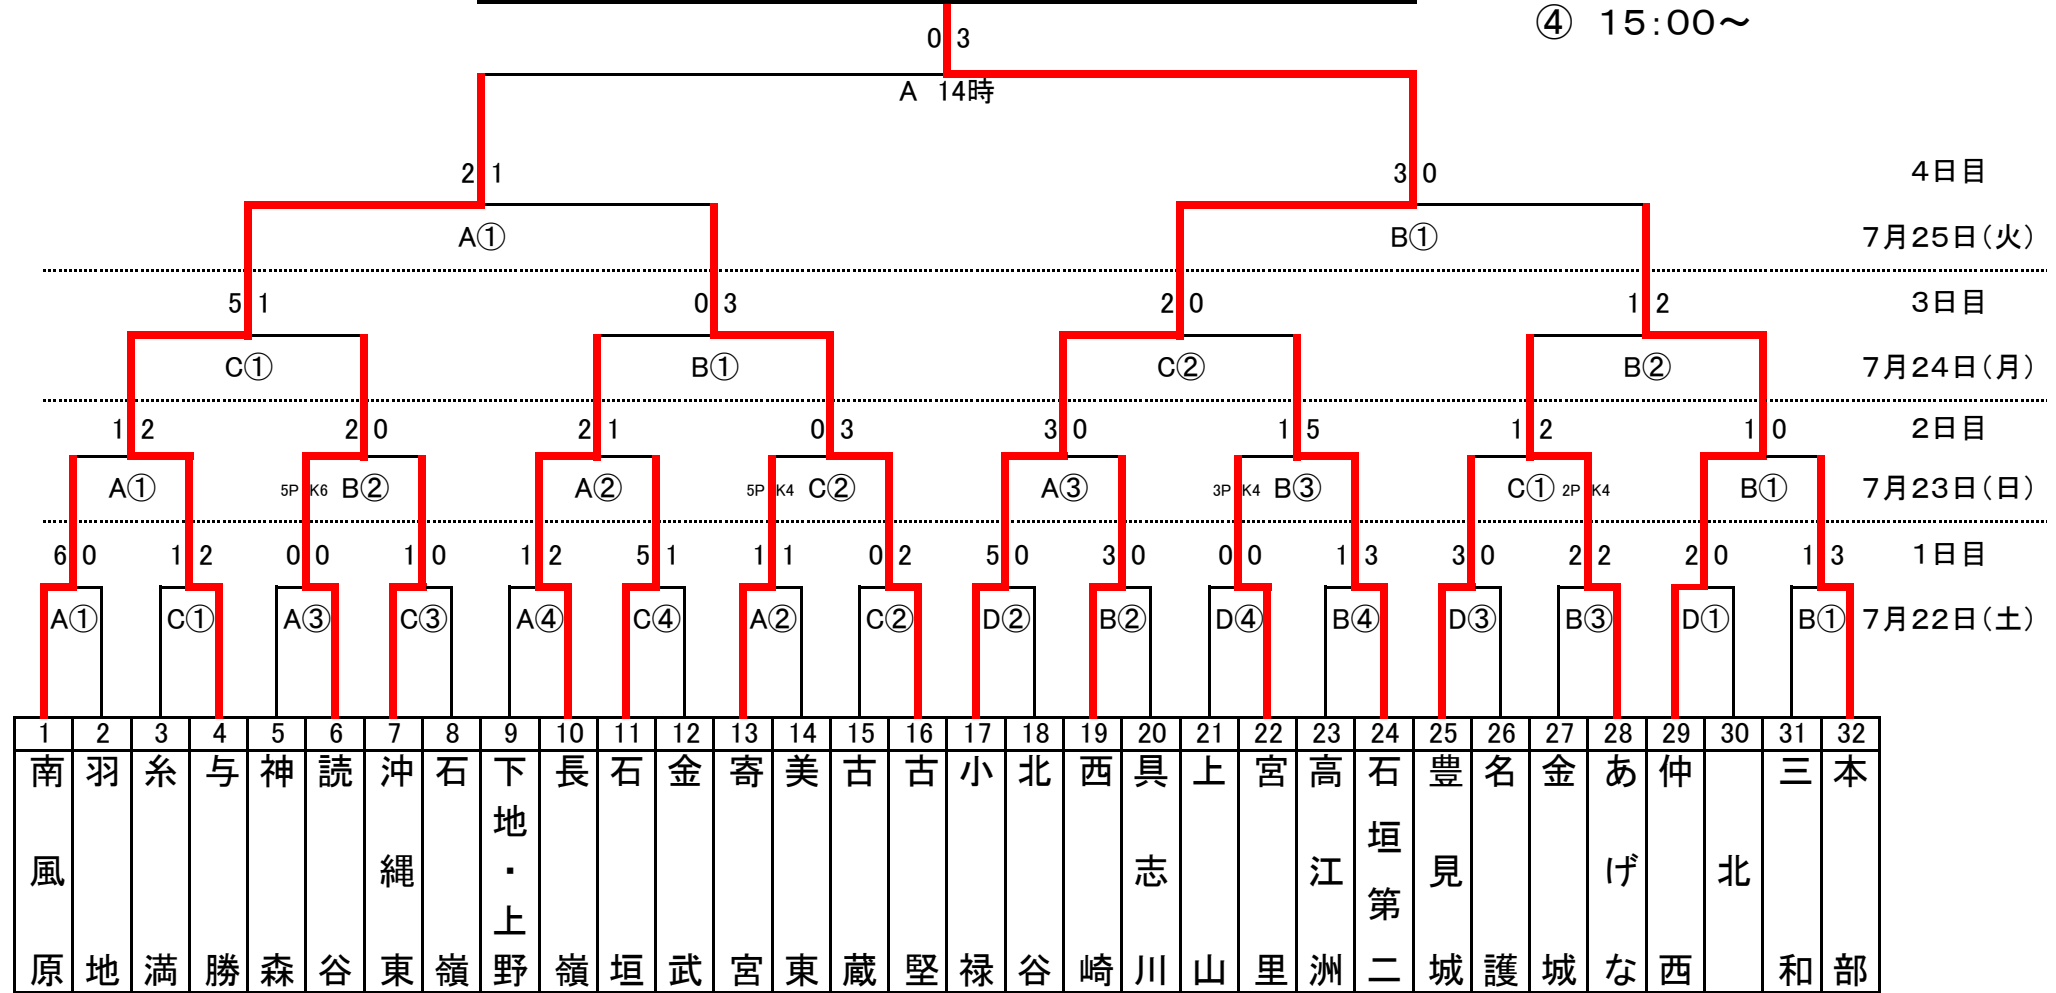 ④ 15:00～
0 3
A 14時
2 1 3 0 4日目
A① B① 7月25日(火)
5 1 0 3 2 0 1 2 3日目
C① B① C② B② 7月24日(月)
1 2 2 0 2 1 0 3 3 0 1 5 1 2 1 0 2日目
A① 5P K6 B② A② 5P K4 C② A③ 3P K4 B③ C① 2P K4 B① 7月23日(日)
6 0 1 2 0 0 1 0 1 2 5 1 1 1 0 2 5 0 3 0 0 0 1 3 3 0 2 2 2 0 1 3 1日目
A① C① A③ C③ A④ C④ A② C② D② B② D④ B④ D③ B③ D① B① 7月22日(土)
1 2 3 4 5 6 7 8 9 10 11 12 13 14 15 16 17 18 19 20 21 22 23 24 25 26 27 28 29 30 31 32
南風原
羽地
糸満
与勝
神森
読谷
沖縄東
石嶺
下地・上野
長嶺
石垣
金武
寄宮
美東
古蔵
古堅
小禄
北谷
西崎
具志川
上山
宮里
高江洲
石垣第二
豊見城
名護
金城
あげな
仲西
北
三和
本部